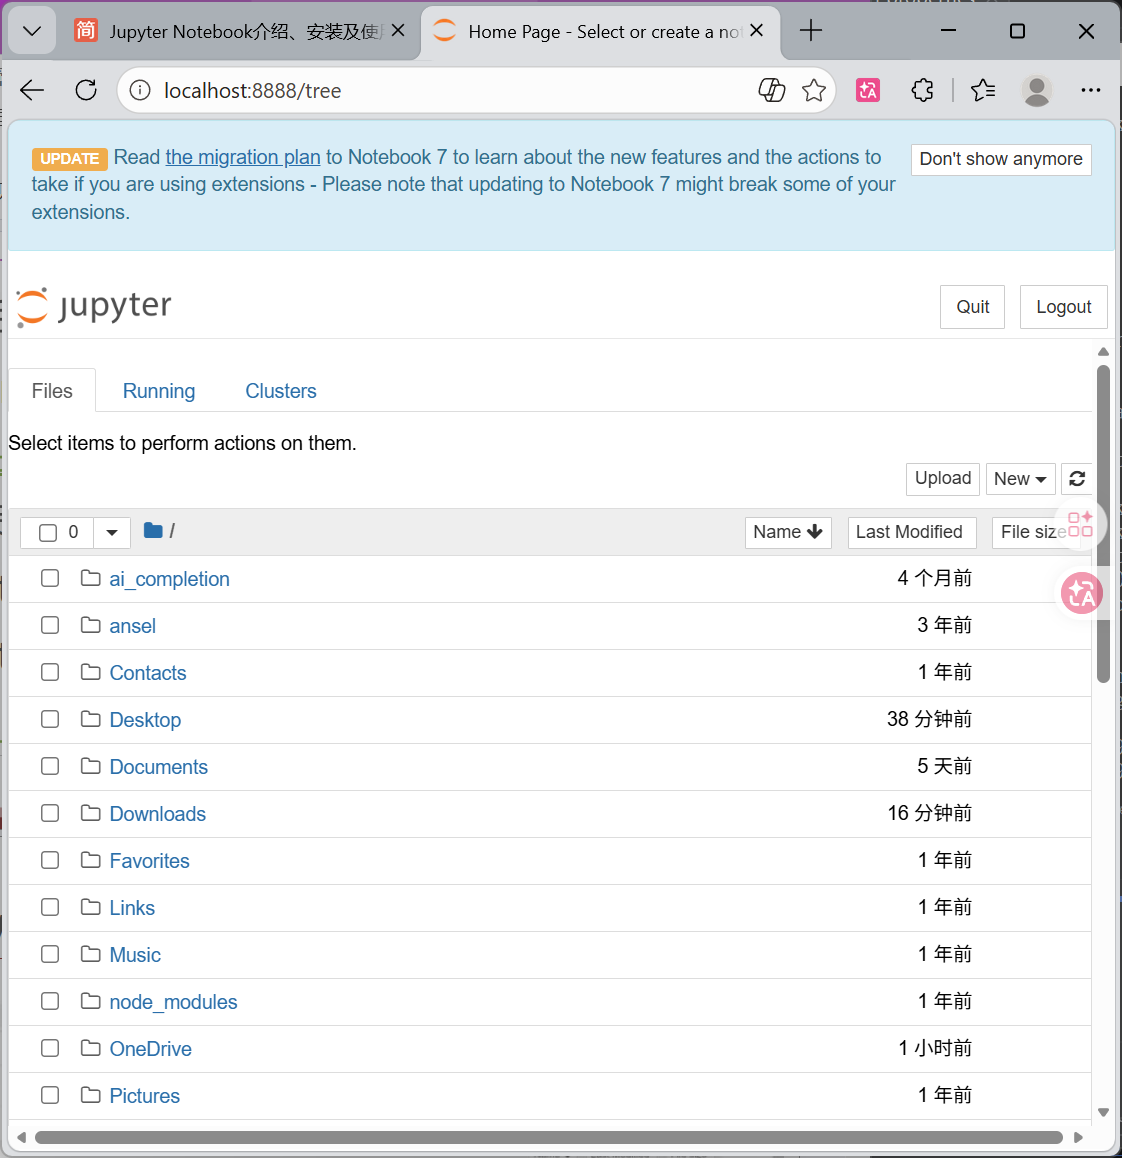 简 Jupyter Notebook介绍、安装及使用
Home Page - Select or create a not
localhost:8888/tree
UPDATE Read the migration plan to Notebook 7 to learn about the new features and the actions to
take if you are using extensions - Please note that updating to Notebook 7 might break some of your
extensions.
Don't show anymore
jupyter
Quit
Logout
Files
Running
Clusters
Select items to perform actions on them.
Upload
New
0
/
Name
Last Modified
File size
ai_completion 4 个月前
ansel 3 年前
Contacts 1 年前
Desktop 38 分钟前
Documents 5 天前
Downloads 16 分钟前
Favorites 1 年前
Links 1 年前
Music 1 年前
node_modules 1 年前
OneDrive 1 小时前
Pictures 1 年前